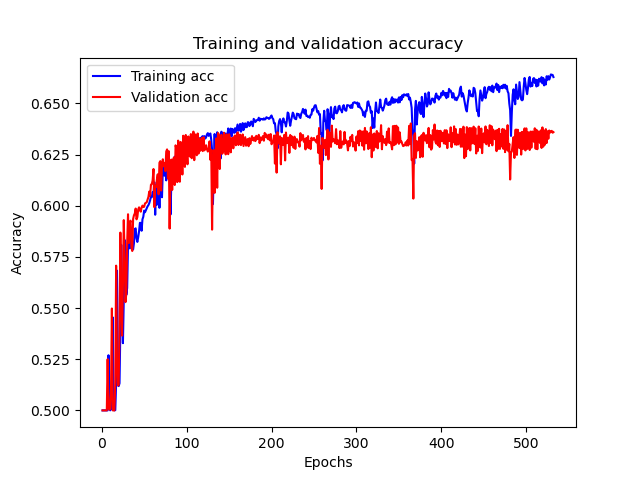 Training and validation accuracy
Training acc
Validation acc
Accuracy
0.650
0.625
0.600
0.575
0.550
0.525
0.500
0
100
200
300
400
500
Epochs